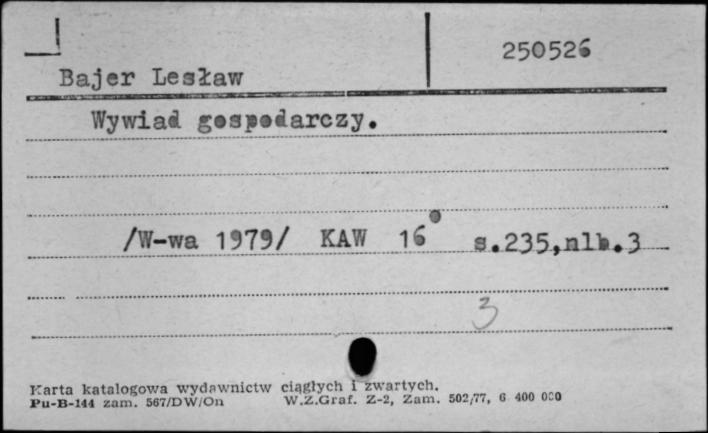 250526
Bajer Lesław
Wywiad gospodarczy.
/W-wa 1979/ KAW 16° s.235,nlb.3
3
Karta katalogowa wydawnictw ciągłych i zwartych.
Pu-B-144 zam. 567/DW/On W.Z.Graf. Z-2, Zam. 502/77, 6 400 000